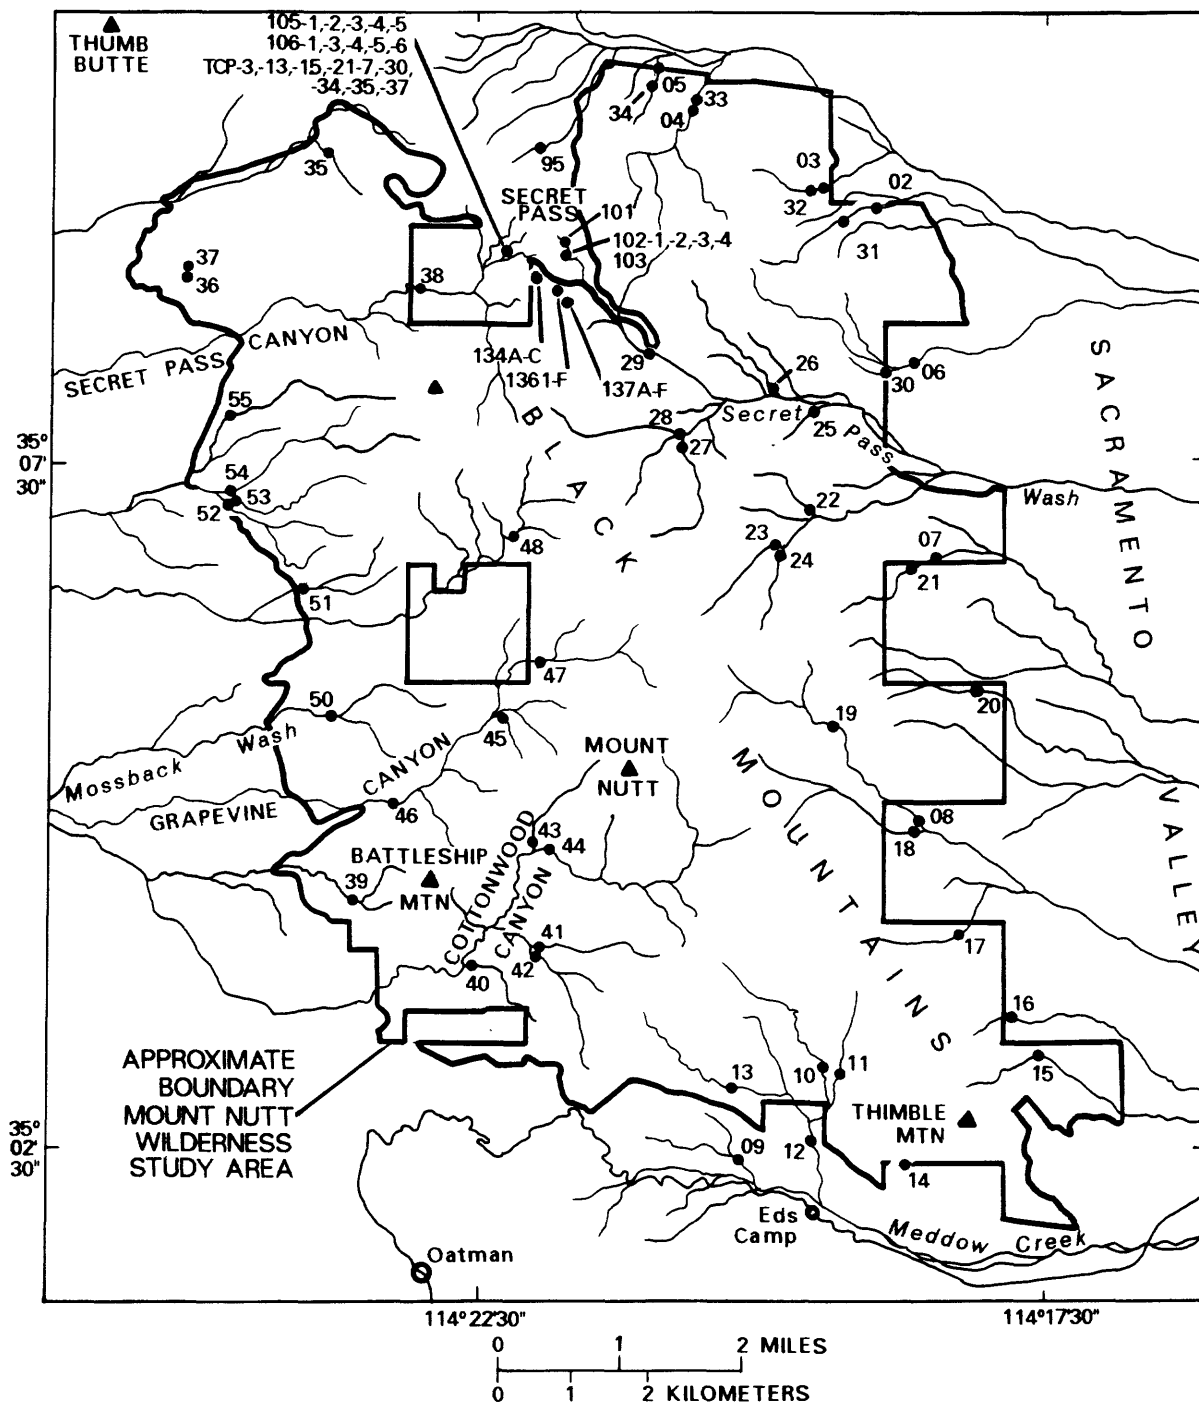 105-1,-2,-3,-4,-5
106-1,-3,-4,-5,-6
TCP-3,-13,-15,-21-7,-30,
-34,-35,-37
THUMB
BUTTE
05
34
33
04
35
95
03
32
02
31
SECRET
PASS
101
102-1,-2,-3,-4
103
37
36
38
134A-C
1361-F
137A-F
29
26
30
06
SECRET PASS CANYON
55
28
27
25
Secret Pass Wash
35°
07'
30"
54
53
52
22
23
24
48
07
21
51
47
50
45
20
19
BLACK MOUNTAINS
SACRAMENTO VALLEY
Mossback Wash
GRAPEVINE CANYON
46
MOUNT
NUTT
08
18
43
44
BATTLESHIP
MTN
39
COTTONWOOD
CANYON
41
42
40
17
16
15
APPROXIMATE
BOUNDARY
MOUNT NUTT
WILDERNESS
STUDY AREA
13
10
11
THIMBLE
MTN
35°
02'
30"
09
12
14
Eds
Camp
Meddow Creek
Oatman
114°22'30"
114°17'30"
0 1 2 MILES
0 1 2 KILOMETERS